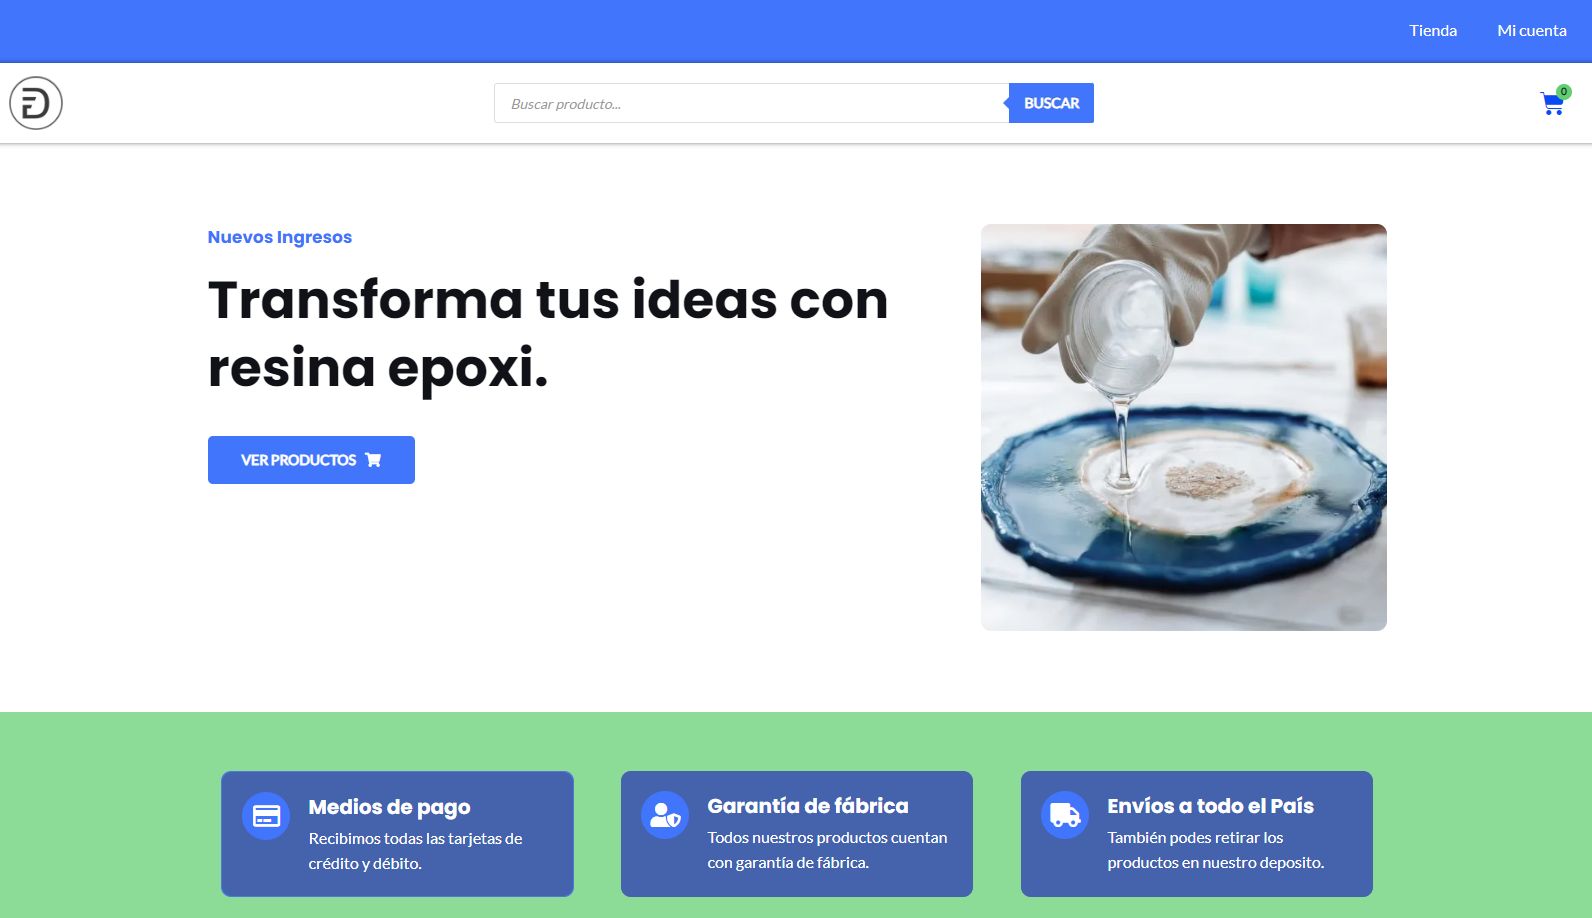 Tienda
Mi cuenta
Buscar producto...
BUSCAR
0
Nuevos Ingresos
Transforma tus ideas con
resina epoxi.
VER PRODUCTOS
Medios de pago
Recibimos todas las tarjetas de
crédito y débito.
Garantía de fábrica
Todos nuestros productos cuentan
con garantía de fábrica.
Envíos a todo el País
También podes retirar los
productos en nuestro deposito.